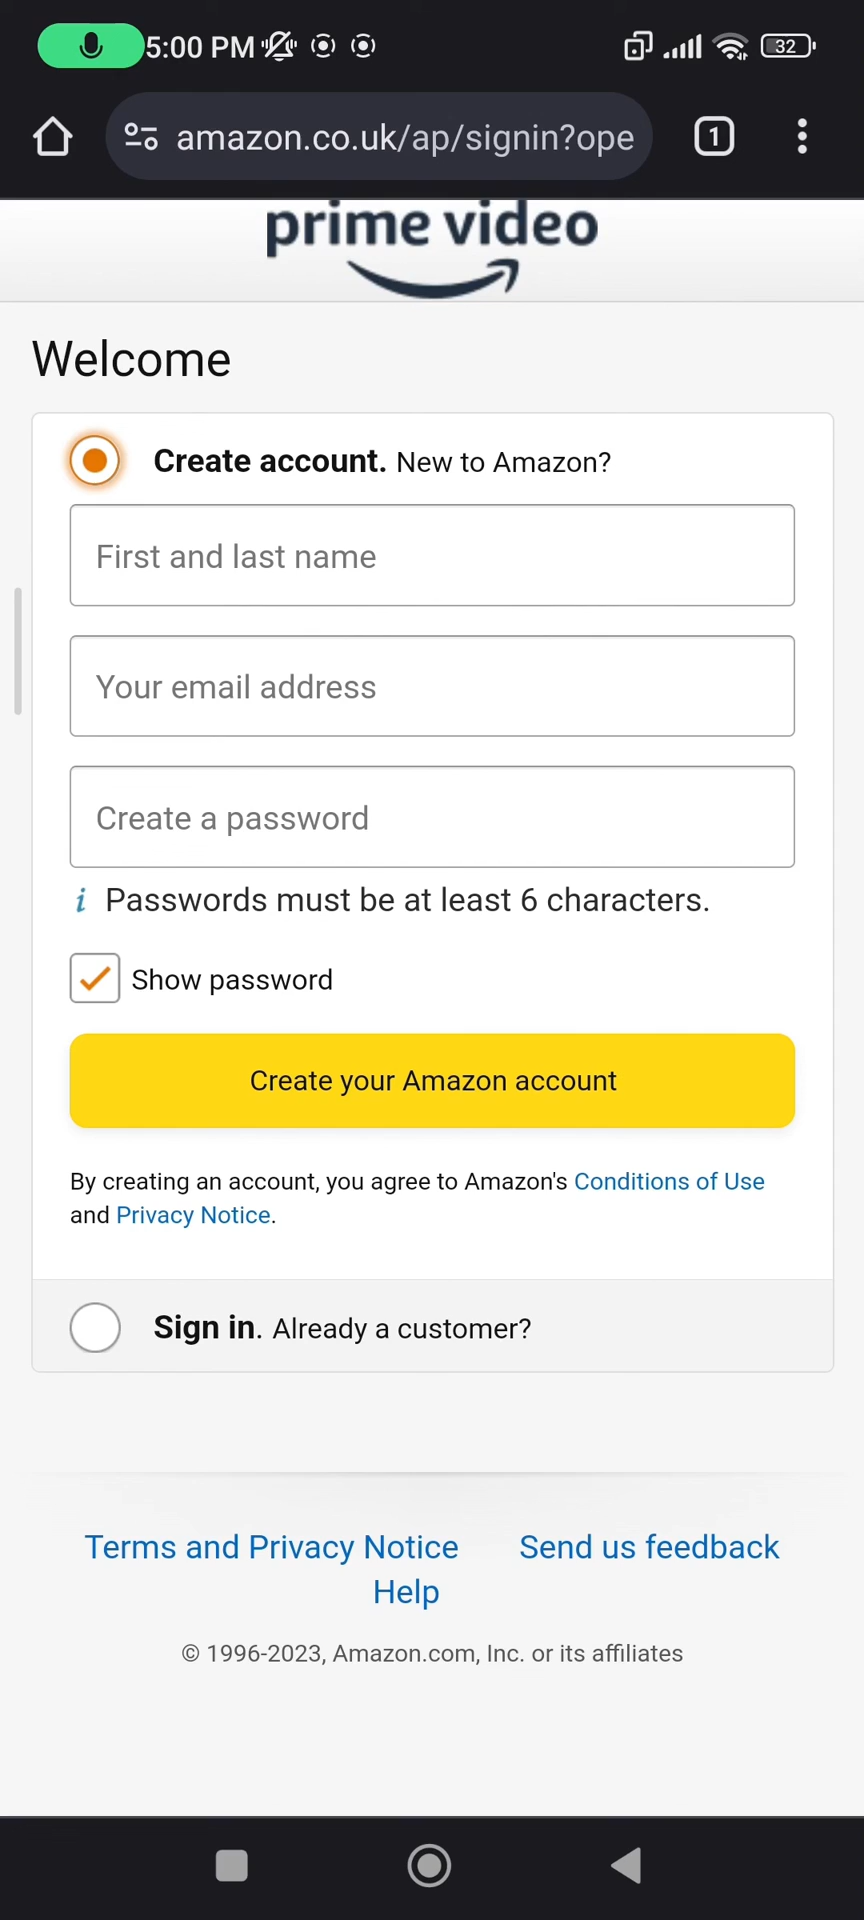 5:00 PM 32
amazon.co.uk/ap/signin?ope 1
prime video
Welcome
Create account. New to Amazon?
First and last name
Your email address
Create a password
i Passwords must be at least 6 characters.
Show password
Create your Amazon account
By creating an account, you agree to Amazon's Conditions of Use
and Privacy Notice.
Sign in. Already a customer?
Terms and Privacy Notice Send us feedback
Help
© 1996-2023, Amazon.com, Inc. or its affiliates